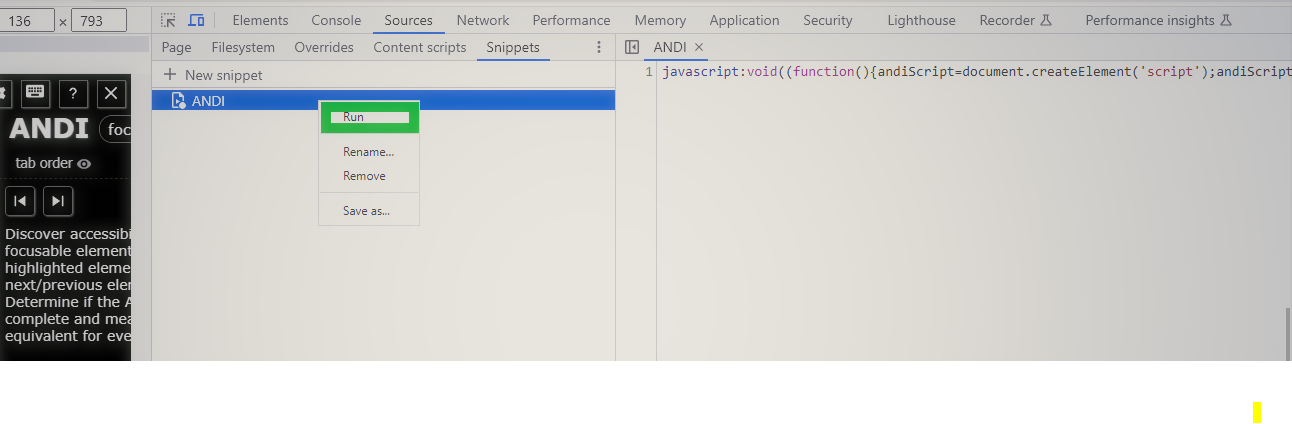 136 × 793
Elements Console Sources Network Performance Memory Application Security Lighthouse Recorder Performance insights
Page Filesystem Overrides Content scripts Snippets
ANDI ×
+ New snippet
ANDI
1 javascript:void((function(){andiScript=document.createElement('script');andiScript
Run
Rename...
Remove
Save as...
?
ANDI foc
tab order
Discover accessibi
focusable element
highlighted eleme
next/previous eler
Determine if the A
complete and mea
equivalent for eve